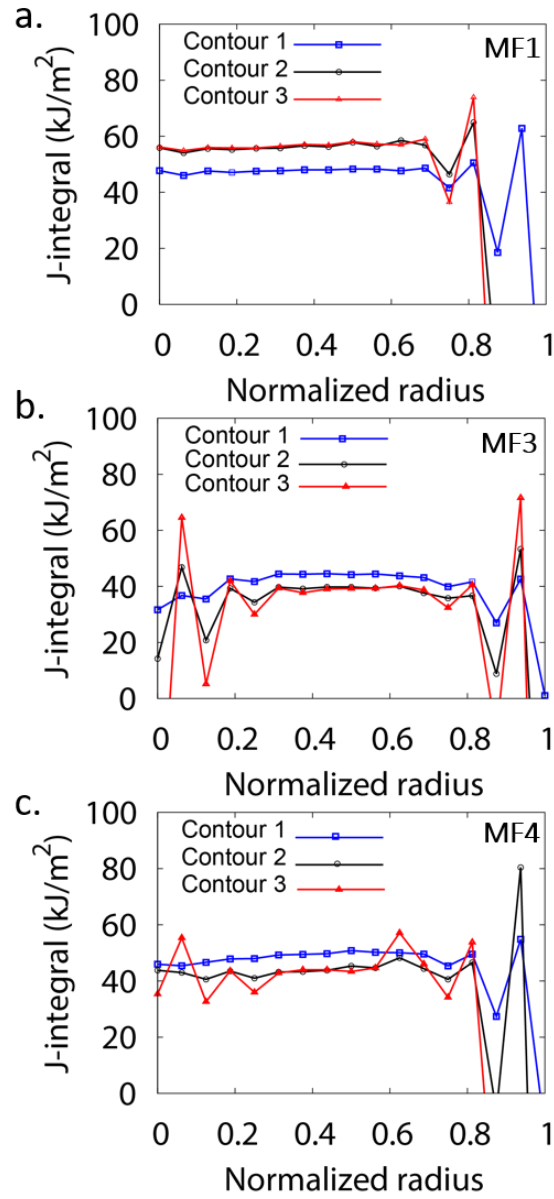 a.
MF1
Contour 1
Contour 2
Contour 3
J-integral (kJ/m²)
100
80
60
40
20
0
0 0.2 0.4 0.6 0.8 1
Normalized radius
b.
MF3
Contour 1
Contour 2
Contour 3
J-integral (kJ/m²)
100
80
60
40
20
0
0 0.2 0.4 0.6 0.8 1
Normalized radius
c.
MF4
Contour 1
Contour 2
Contour 3
J-integral (kJ/m²)
100
80
60
40
20
0
0 0.2 0.4 0.6 0.8 1
Normalized radius